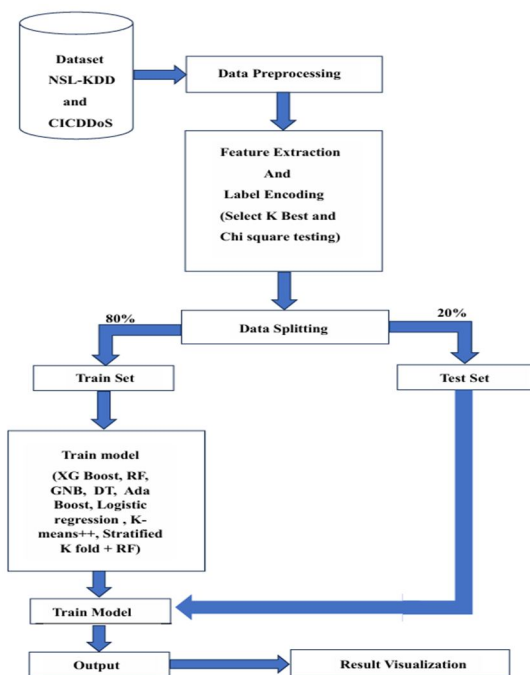 Dataset
NSL-KDD
and
CICDDoS
Data Preprocessing
Feature Extraction
And
Label Encoding
(Select K Best and
Chi square testing)
80%
20%
Data Splitting
Train Set
Test Set
Train model
(XG Boost, RF,
GNB, DT, Ada
Boost, Logistic
regression , K-
means++, Stratified
K fold + RF)
Train Model
Output
Result Visualization